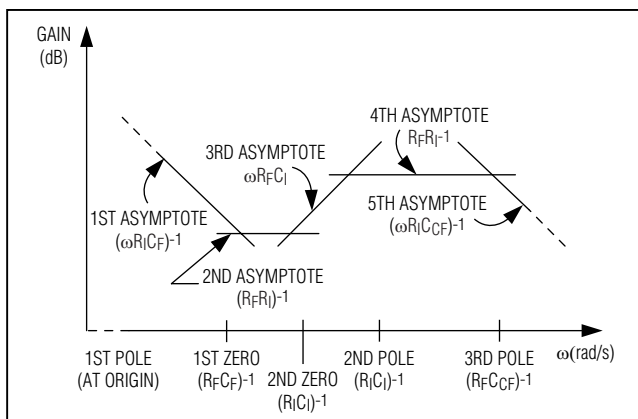 GAIN
(dB)
4TH ASYMPTOTE
RFRI-1
3RD ASYMPTOTE
ωRFCI
1ST ASYMPTOTE
(ωRICF)-1
5TH ASYMPTOTE
(ωRICCF)-1
2ND ASYMPTOTE
(RFRI)-1
1ST POLE
(AT ORIGIN)
1ST ZERO
(RFCF)-1
2ND ZERO
(RICI)-1
2ND POLE
(RICI)-1
3RD POLE
(RFCCF)-1
ω(rad/s)